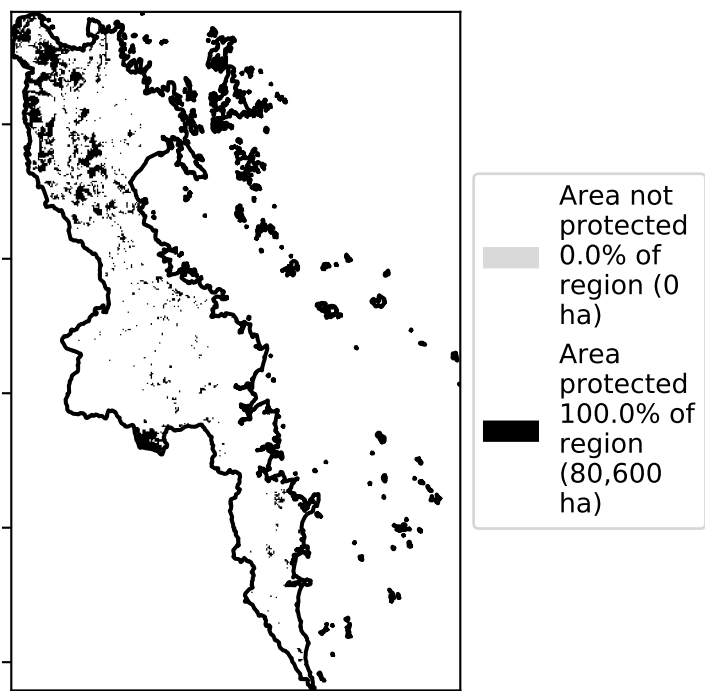 Area not
protected
0.0% of
region (0
ha)
Area
protected
100.0% of
region
(80,600
ha)